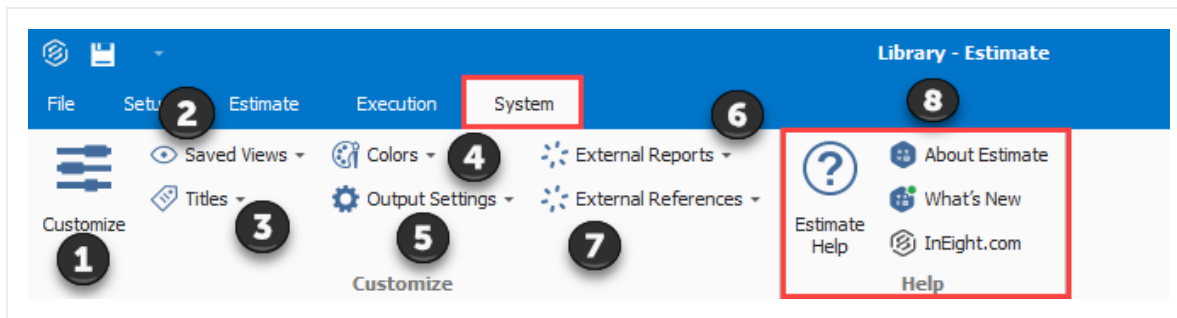 Library - Estimate
File Setu Estimate Execution System
2 6 8
Saved Views Colors 4 External Reports About Estimate
Titles Output Settings External References What's New
Customize 3 5 7 Estimate Help InEight.com
1
Customize Help